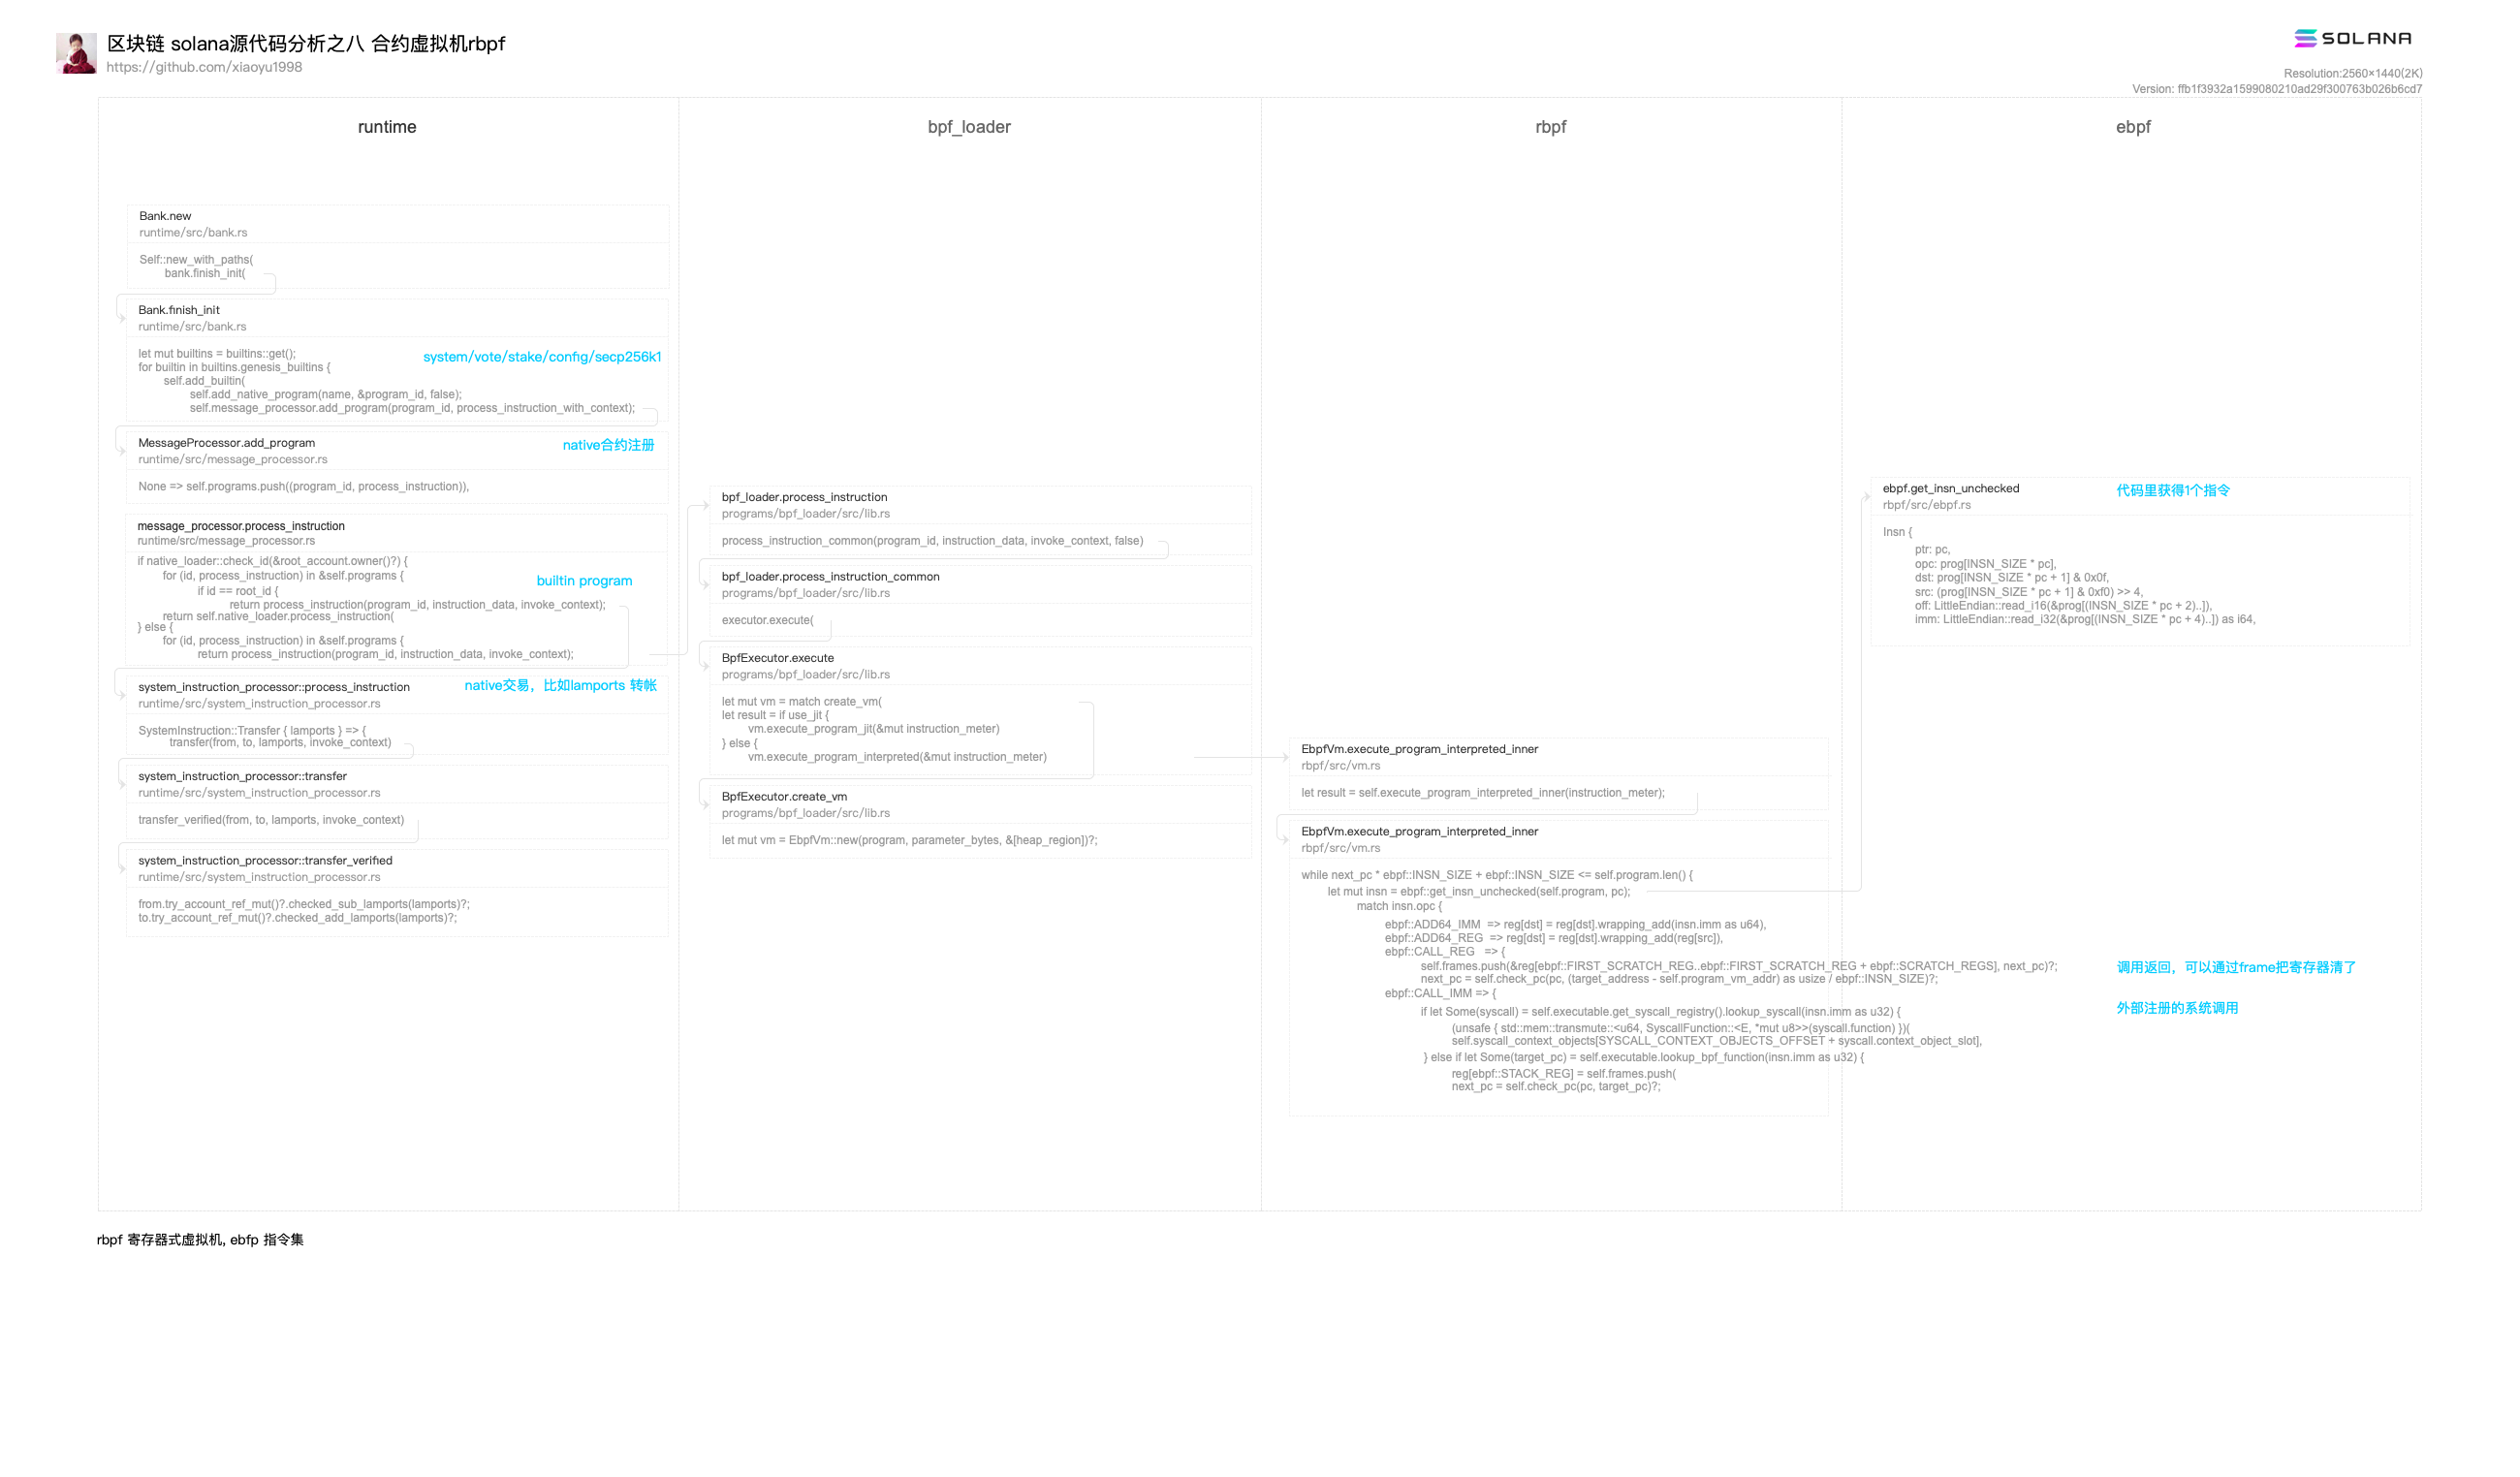 区块链 solana源代码分析之八 合约虚拟机rbpf
https://github.com/xiaoyu1998
SOLANA
Resolution:2560×1440(2K)
Version: ffb1f3932a1599080210ad29f300763b026b6cd7
runtime
Bank.new
runtime/src/bank.rs
Self::new_with_paths(
bank.finish_init(
Bank.finish_init
runtime/src/bank.rs
let mut builtins = builtins::get();
system/vote/stake/config/secp256k1
for builtin in builtins.genesis_builtins {
self.add_builtin(
self.add_native_program(name, &program_id, false);
self.message_processor.add_program(program_id, process_instruction_with_context);
MessageProcessor.add_program
native合约注册
runtime/src/message_processor.rs
None => self.programs.push((program_id, process_instruction)),
message_processor.process_instruction
runtime/src/message_processor.rs
if native_loader::check_id(&root_account.owner()?) {
for (id, process_instruction) in &self.programs {
builtin program
if id == root_id {
return process_instruction(program_id, instruction_data, invoke_context);
return self.native_loader.process_instruction(
} else {
for (id, process_instruction) in &self.programs {
return process_instruction(program_id, instruction_data, invoke_context);
system_instruction_processor::process_instruction
native交易，比如lamports 转帐
runtime/src/system_instruction_processor.rs
SystemInstruction::Transfer { lamports } => {
transfer(from, to, lamports, invoke_context)
system_instruction_processor::transfer
runtime/src/system_instruction_processor.rs
transfer_verified(from, to, lamports, invoke_context)
system_instruction_processor::transfer_verified
runtime/src/system_instruction_processor.rs
from.try_account_ref_mut()?.checked_sub_lamports(lamports)?;
to.try_account_ref_mut()?.checked_add_lamports(lamports)?;
bpf_loader
bpf_loader.process_instruction
programs/bpf_loader/src/lib.rs
process_instruction_common(program_id, instruction_data, invoke_context, false)
bpf_loader.process_instruction_common
programs/bpf_loader/src/lib.rs
executor.execute(
BpfExecutor.execute
programs/bpf_loader/src/lib.rs
let mut vm = match create_vm(
let result = if use_jit {
vm.execute_program_jit(&mut instruction_meter)
} else {
vm.execute_program_interpreted(&mut instruction_meter)
BpfExecutor.create_vm
programs/bpf_loader/src/lib.rs
let mut vm = EbpfVm::new(program, parameter_bytes, &[heap_region])?;
rbpf
EbpfVm.execute_program_interpreted_inner
rbpf/src/vm.rs
let result = self.execute_program_interpreted_inner(instruction_meter);
EbpfVm.execute_program_interpreted_inner
rbpf/src/vm.rs
while next_pc * ebpf::INSN_SIZE + ebpf::INSN_SIZE <= self.program.len() {
let mut insn = ebpf::get_insn_unchecked(self.program, pc);
match insn.opc {
ebpf::ADD64_IMM => reg[dst] = reg[dst].wrapping_add(insn.imm as u64),
ebpf::ADD64_REG => reg[dst] = reg[dst].wrapping_add(reg[src]),
ebpf::CALL_REG => {
self.frames.push(&reg[ebpf::FIRST_SCRATCH_REG..ebpf::FIRST_SCRATCH_REG + ebpf::SCRATCH_REGS], next_pc)?;
next_pc = self.check_pc(pc, (target_address - self.program_vm_addr) as usize / ebpf::INSN_SIZE)?;
ebpf::CALL_IMM => {
if let Some(syscall) = self.executable.get_syscall_registry().lookup_syscall(insn.imm as u32) {
(unsafe { std::mem::transmute::<u64, SyscallFunction::<E, *mut u8>>(syscall.function) })(
self.syscall_context_objects[SYSCALL_CONTEXT_OBJECTS_OFFSET + syscall.context_object_slot],
} else if let Some(target_pc) = self.executable.lookup_bpf_function(insn.imm as u32) {
reg[ebpf::STACK_REG] = self.frames.push(
next_pc = self.check_pc(pc, target_pc)?;
ebpf
ebpf.get_insn_unchecked
代码里获得1个指令
rbpf/src/ebpf.rs
Insn {
ptr: pc,
opc: prog[INSN_SIZE * pc],
dst: prog[INSN_SIZE * pc + 1] & 0x0f,
src: (prog[INSN_SIZE * pc + 1] & 0xf0) >> 4,
off: LittleEndian::read_i16(&prog[(INSN_SIZE * pc + 2)..]),
imm: LittleEndian::read_i32(&prog[(INSN_SIZE * pc + 4)..]) as i64,
调用返回，可以通过frame把寄存器清了
外部注册的系统调用
rbpf 寄存器式虚拟机, ebfp 指令集